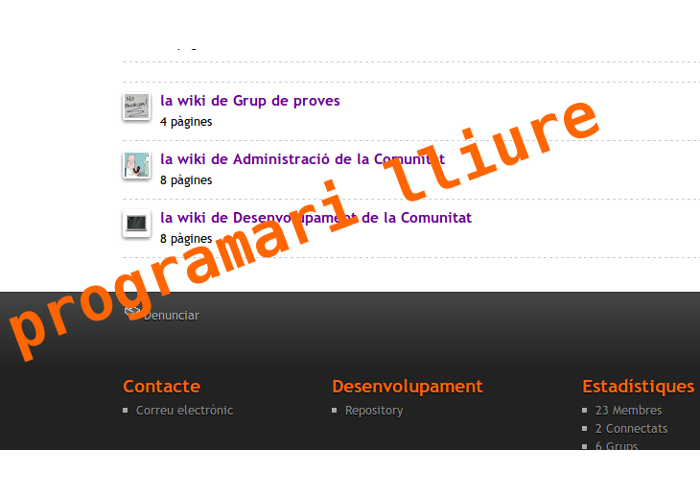 la wiki de Grup de proves
4 pàgines
la wiki de Administració de la Comunitat
8 pàgines
la wiki de Desenvolupament de la Comunitat
8 pàgines
programari lliure
Denunciar
Contacte
Correu electrònic
Desenvolupament
Repository
Estadístiques
23 Membres
2 Connectats
6 Grups